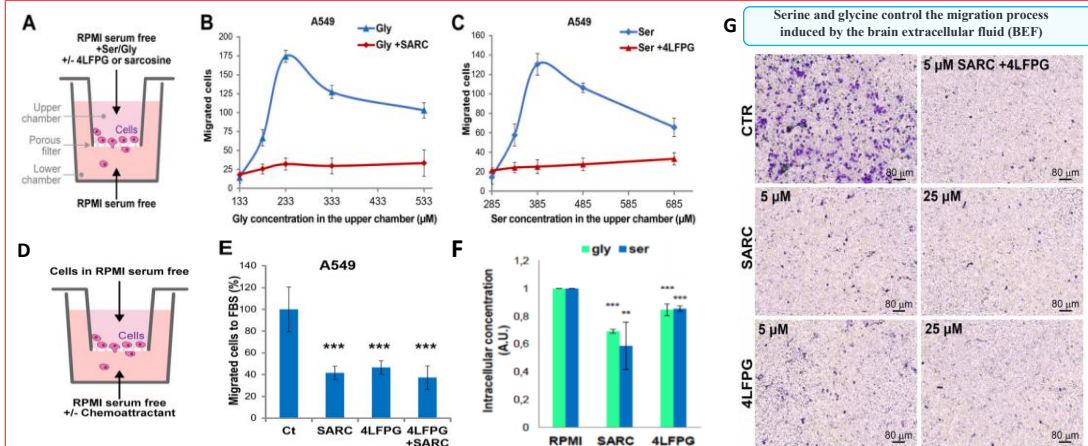 A
RPMI serum free
+Ser/Gly
+/- 4LFPG or sarcosine
Upper
chamber
Cells
Porous
filter
Lower
chamber
RPMI serum free
B
A549
Gly
Gly +SARC
Migrated cells
200
175
150
125
100
75
50
25
0
133
233
333
433
533
Gly concentration in the upper chamber (µM)
C
A549
Ser
Ser +4LFPG
Migrated cells
160
140
120
100
80
60
40
20
0
285
385
485
585
685
Ser concentration in the upper chamber (µM)
D
Cells in RPMI serum free
Cells
RPMI serum free
+/- Chemoattractant
E
A549
Migrated cells to FBS (%)
140
120
100
80
60
40
20
0
***
***
***
Ct
SARC
4LFPG
4LFPG
+SARC
F
gly
ser
Intracellular concentration
(A.U.)
1,2
1
0,8
0,6
0,4
0,2
0
***
**
***
***
RPMI
SARC
4LFPG
G
Serine and glycine control the migration process
induced by the brain extracellular fluid (BEF)
CTR
80 µm
5 µM SARC +4LFPG
80 µm
SARC
5 µM
80 µm
25 µM
80 µm
4LFPG
5 µM
80 µm
25 µM
80 µm